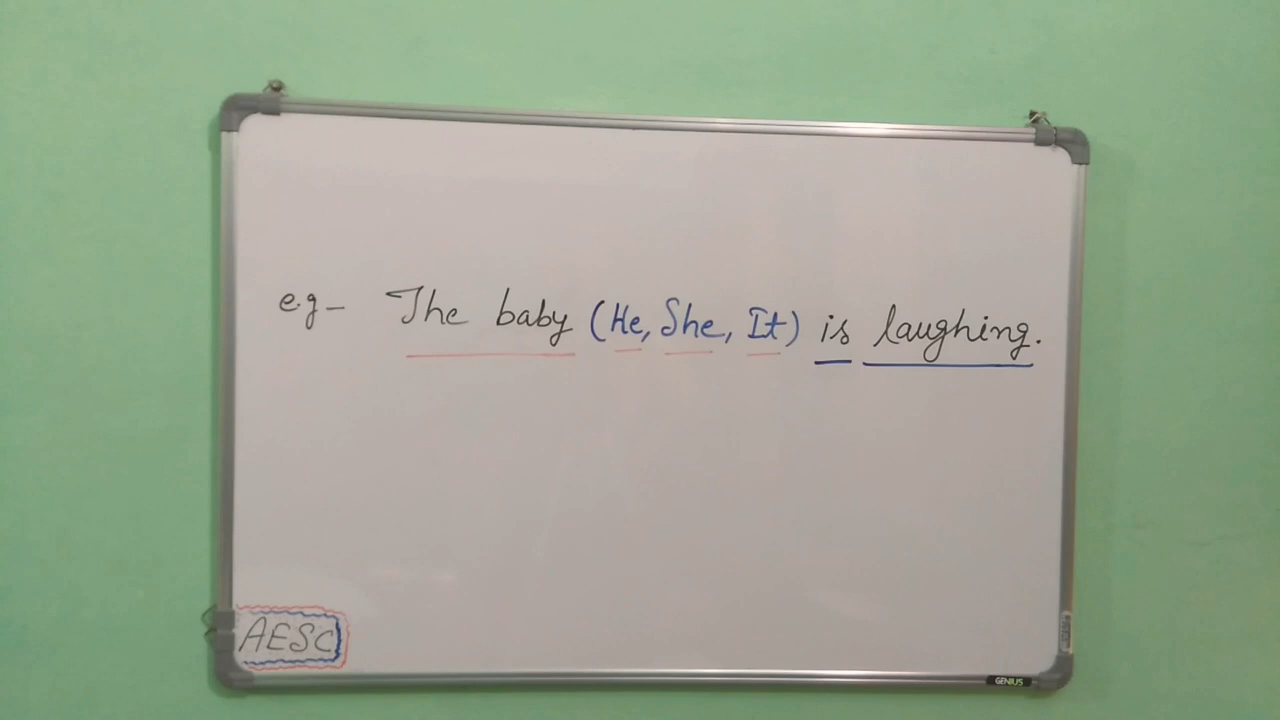 e.g- The baby (He, She, It) is laughing.
AESC
GENIUS